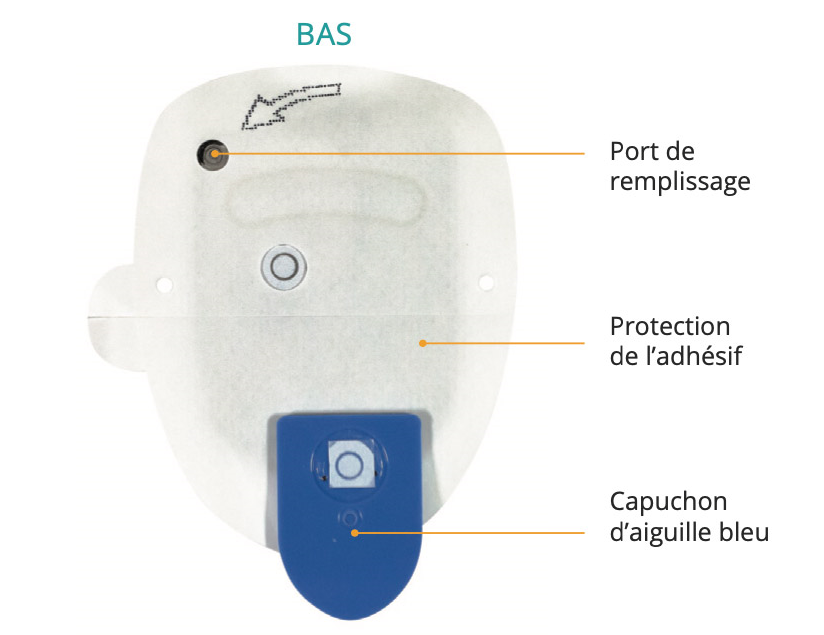 BAS
Port de
remplissage
Protection
de l’adhésif
Capuchon
d’aiguille bleu